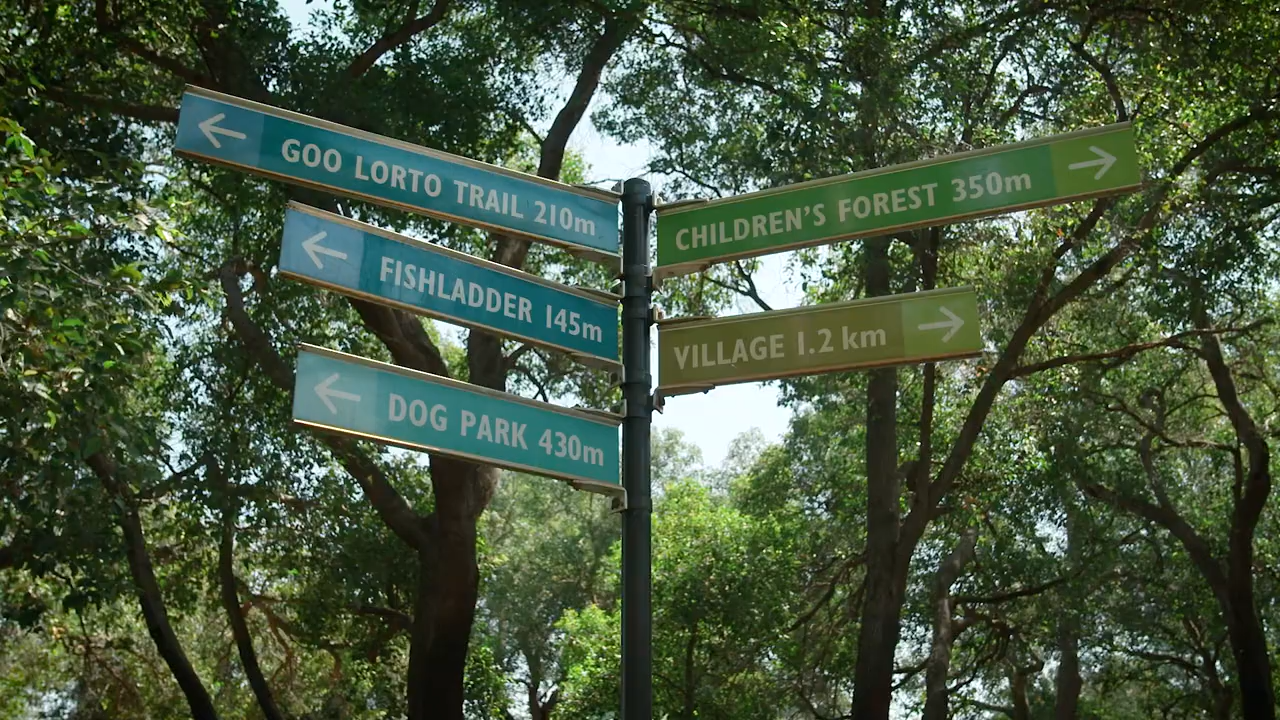 GOO LORTO TRAIL 210m
FISHLADDER 145m
DOG PARK 430m
CHILDREN'S FOREST 350m
VILLAGE 1.2 km